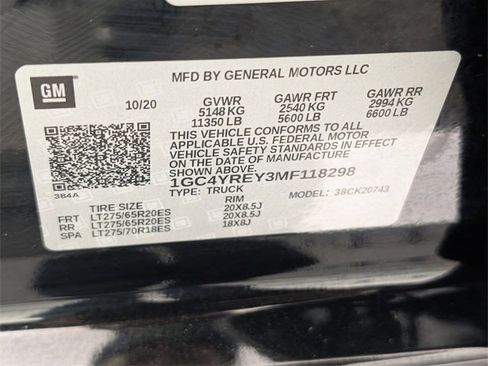 GM
MFD BY GENERAL MOTORS LLC
10/20 GVWR GAWR FRT GAWR RR
5148 KG 2540 KG 2994 KG
11350 LB 5600 LB 6600 LB
THIS VEHICLE CONFORMS TO ALL
APPLICABLE U.S. FEDERAL MOTOR
VEHICLE SAFETY STANDARDS IN
EFFECT ON THE DATE OF MANUFACTURE
SHOWN ABOVE
1GC4YREY3MF118298
TYPE: TRUCK MODEL: 38CK20743
3B4A
TIRE SIZE RIM
FRT LT275/65R20ES 20X8.5J
RR LT275/65R20ES 20X8.5J
SPA LT275/70R18ES 18X8J